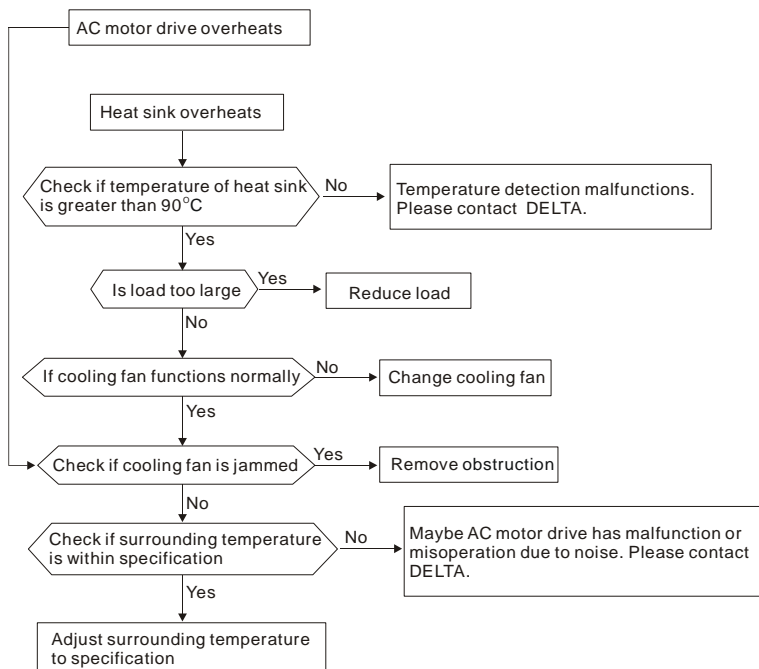 AC motor drive overheats
Heat sink overheats
Check if temperature of heat sink
is greater than 90°C
No
Temperature detection malfunctions.
Please contact DELTA.
Yes
Is load too large
Yes
Reduce load
No
If cooling fan functions normally
No
Change cooling fan
Yes
Check if cooling fan is jammed
Yes
Remove obstruction
No
Check if surrounding temperature
is within specification
No
Maybe AC motor drive has malfunction or
misoperation due to noise. Please contact
DELTA.
Yes
Adjust surrounding temperature
to specification